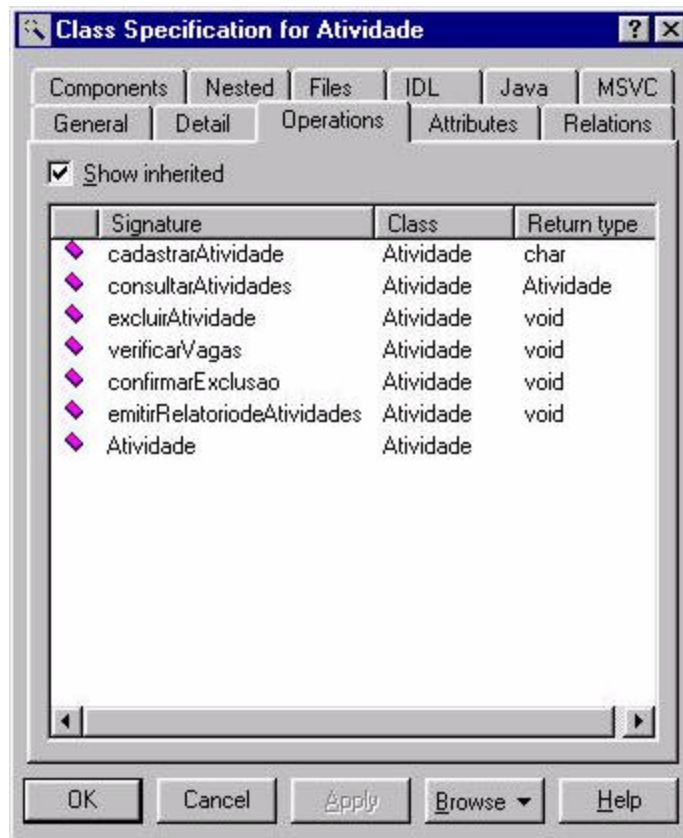 Class Specification for Atividade
Components Nested Files IDL Java MSVC
General Detail Operations Attributes Relations
Show inherited
Signature Class Return type
cadastrarAtividade Atividade char
consultarAtividades Atividade Atividade
excluirAtividade Atividade void
verificarVagas Atividade void
confirmarExclusao Atividade void
emitirRelatoriodeAtividades Atividade void
Atividade Atividade
OK Cancel Apply Browse Help